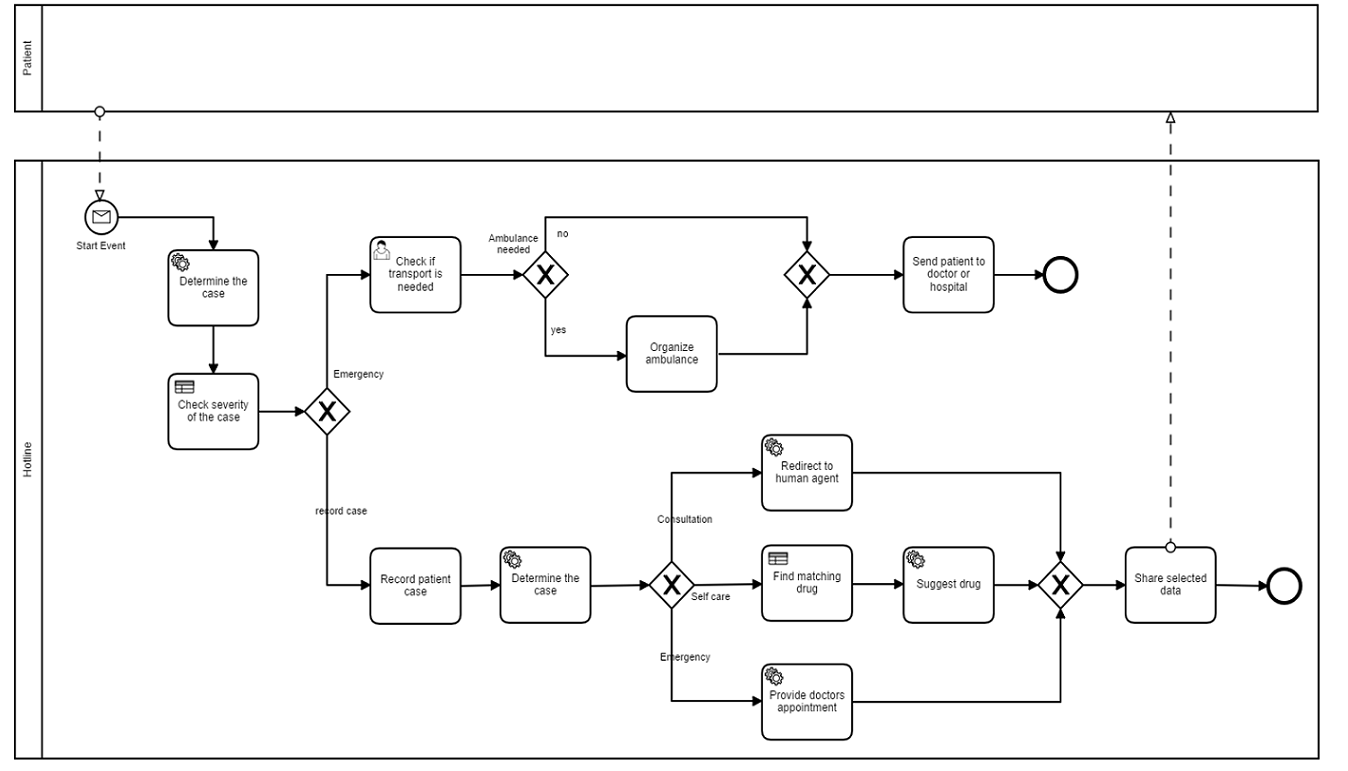 Patient
Hotline
Start Event
Determine the
case
Check severity
of the case
Emergency
record case
Check if
transport is
needed
Ambulance
needed
no
yes
Organize
ambulance
Send patient to
doctor or
hospital
Record patient
case
Determine the
case
Consultation
Self care
Emergency
Redirect to
human agent
Find matching
drug
Suggest drug
Provide doctors
appointment
Share selected
data